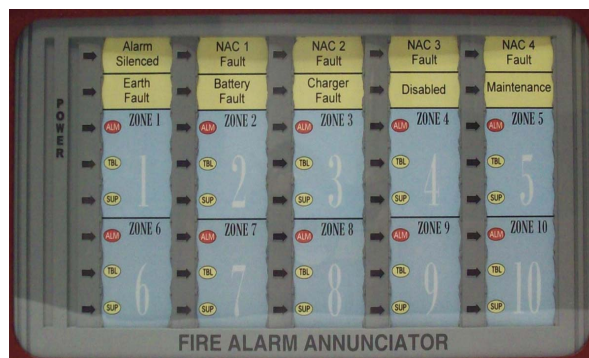 POWER
Alarm Silenced
NAC 1 Fault
NAC 2 Fault
NAC 3 Fault
NAC 4 Fault
Earth Fault
Battery Fault
Charger Fault
Disabled
Maintenance
ZONE 1
ALM
TBL
SUP
1
ZONE 2
ALM
TBL
SUP
2
ZONE 3
ALM
TBL
SUP
3
ZONE 4
ALM
TBL
SUP
4
ZONE 5
ALM
TBL
SUP
5
ZONE 6
ALM
TBL
SUP
6
ZONE 7
ALM
TBL
SUP
7
ZONE 8
ALM
TBL
SUP
8
ZONE 9
ALM
TBL
SUP
9
ZONE 10
ALM
TBL
SUP
10
FIRE ALARM ANNUNCIATOR